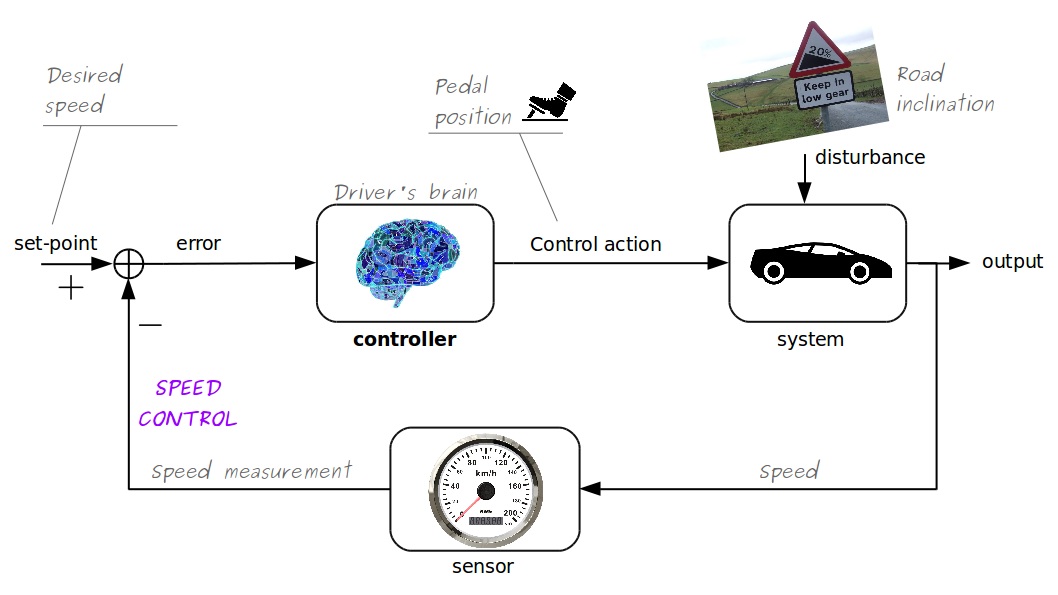 Desired
speed
Pedal
position
20%
Keep in
low gear
Road
inclination
disturbance
Driver's brain
set-point
error
Control action
output
+
controller
system
—
SPEED
CONTROL
Speed measurement
Speed
80 100 120
60 140
km/h
40 160
180
0 200
sensor